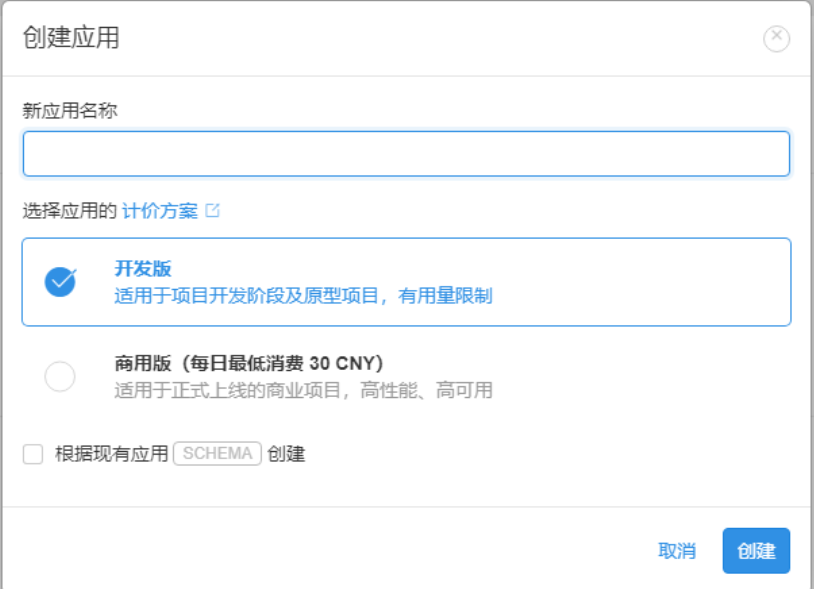 创建应用
新应用名称
选择应用的 计价方案
开发版
适用于项目开发阶段及原型项目，有用量限制
商用版（每日最低消费 30 CNY）
适用于正式上线的商业项目，高性能、高可用
根据现有应用 SCHEMA 创建
取消 创建